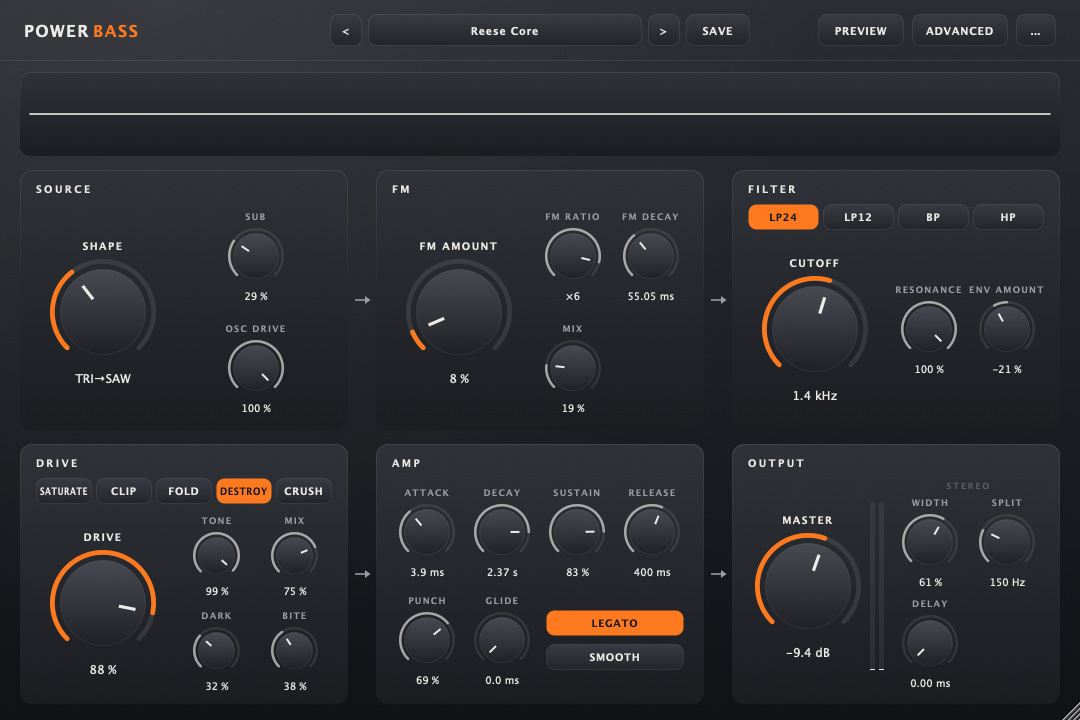 POWER BASS
<
Reese Core
>
SAVE
PREVIEW
ADVANCED
...
SOURCE
SHAPE
TRI→SAW
SUB
29 %
OSC DRIVE
100 %
FM
FM AMOUNT
8 %
FM RATIO
×6
FM DECAY
55.05 ms
MIX
19 %
FILTER
LP24
LP12
BP
HP
CUTOFF
1.4 kHz
RESONANCE
100 %
ENV AMOUNT
-21 %
DRIVE
SATURATE
CLIP
FOLD
DESTROY
CRUSH
DRIVE
88 %
TONE
99 %
MIX
75 %
DARK
32 %
BITE
38 %
AMP
ATTACK
3.9 ms
DECAY
2.37 s
SUSTAIN
83 %
RELEASE
400 ms
PUNCH
69 %
GLIDE
0.0 ms
LEGATO
SMOOTH
OUTPUT
MASTER
-9.4 dB
STEREO
WIDTH
61 %
SPLIT
150 Hz
DELAY
0.00 ms